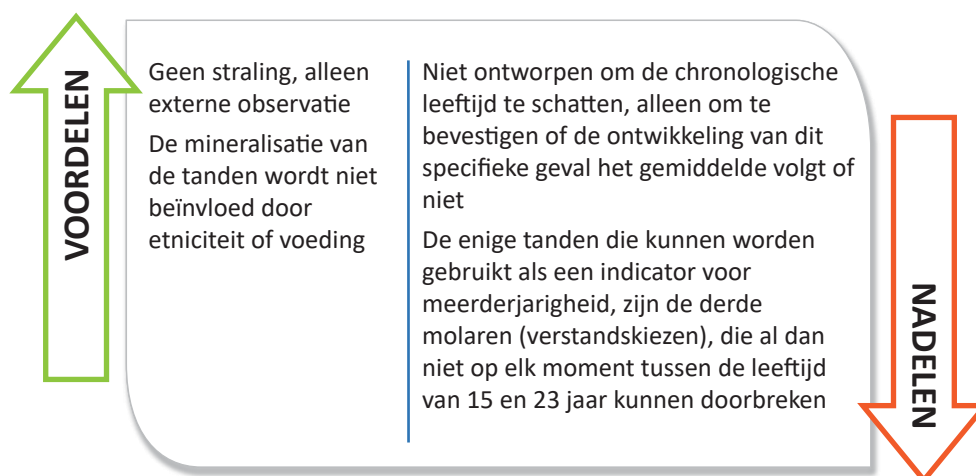 VOORDELEN
Geen straling, alleen
externe observatie
De mineralisatie van
de tanden wordt niet
beïnvloed door
etniciteit of voeding
Niet ontworpen om de chronologische
leeftijd te schatten, alleen om te
bevestigen of de ontwikkeling van dit
specifieke geval het gemiddelde volgt of
niet
De enige tanden die kunnen worden
gebruikt als een indicator voor
meerderjarigheid, zijn de derde
molaren (verstandskiezen), die al dan
niet op elk moment tussen de leeftijd
van 15 en 23 jaar kunnen doorbreken
NADELEN